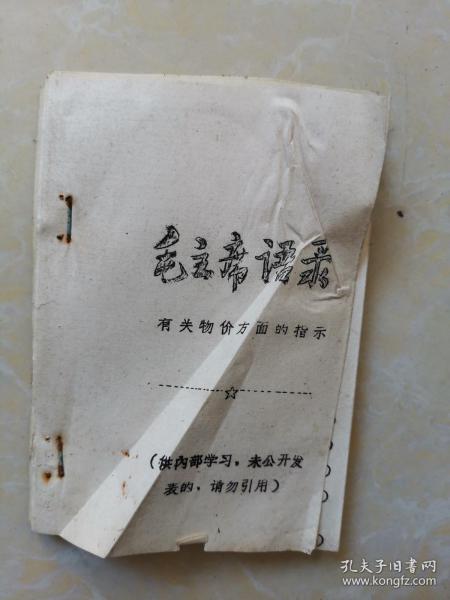 毛主席语录
有关物价方面的指示
(供内部学习，未公开发
表的，请勿引用)
孔夫子旧书网
www.kongfz.com